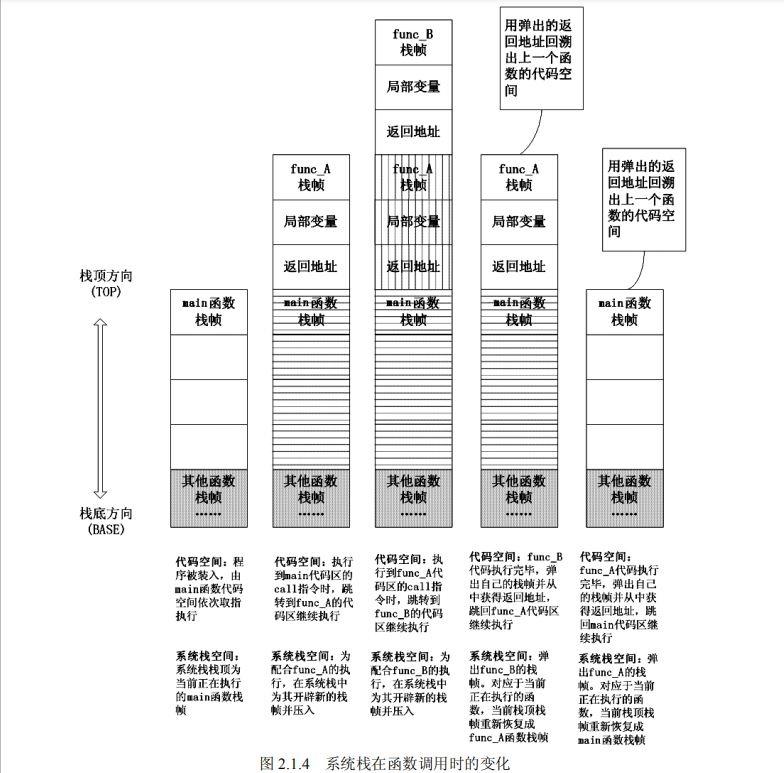 func_B
栈帧
局部变量
返回地址
func_A
栈帧
局部变量
返回地址
用弹出的返
回地址回溯
出上一个函
数的代码空
间
func_A
栈帧
局部变量
返回地址
func_A
栈帧
局部变量
返回地址
用弹出的返
回地址回溯
出上一个函
数的代码空
间
栈顶方向
(TOP)
栈底方向
(BASE)
main函数
栈帧
main函数
栈帧
main函数
栈帧
main函数
栈帧
main函数
栈帧
其他函数
栈帧
……
其他函数
栈帧
……
其他函数
栈帧
……
其他函数
栈帧
……
其他函数
栈帧
……
代码空间：程
序被装入，由
main函数代码
空间依次取指
执行
系统栈空间：
系统栈栈顶为
当前正在执行
的main函数栈
帧
代码空间：执行
到main代码区的
call指令时，跳
转到func_A的代
码区继续执行
系统栈空间：为
配合func_A的执
行，在系统栈中
为其开辟新的栈
帧并压入
代码空间：执
行到func_A代
码区的call指
令时，跳转到
func_B的代码
区继续执行
系统栈空间：为
配合func_B的执
行，在系统栈中
为其开辟新的栈
帧并压入
代码空间：func_B
代码执行完毕，弹
出自己的栈帧并从
中获得返回地址，
跳回func_A代码区
继续执行
系统栈空间：弹
出func_B的栈
帧。对应于当前
正在执行的函
数，当前栈顶栈
帧重新恢复成
func_A函数栈帧
代码空间：
func_A代码执行
完毕，弹出自己
的栈帧并从中获
得返回地址，跳
回main代码区继
续执行
系统栈空间：弹
出func_A的栈
帧。对应于当前
正在执行的函
数，当前栈顶栈
帧重新恢复成
main函数栈帧
图 2.1.4 系统栈在函数调用时的变化